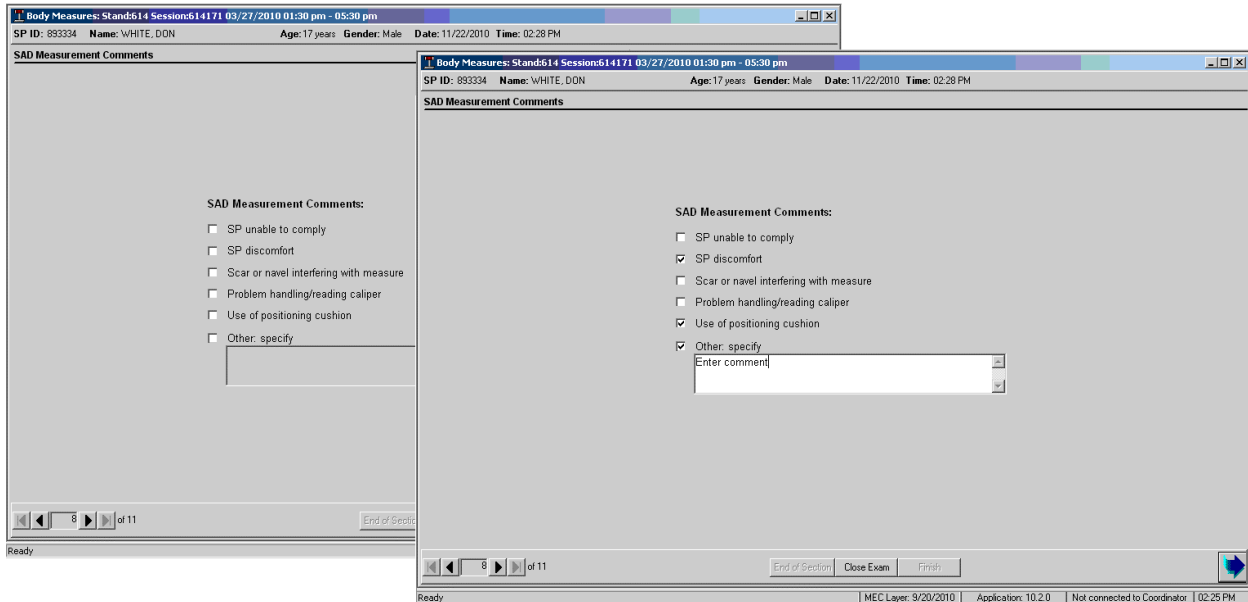 Body Measures: Stand:614 Session:614171 03/27/2010 01:30 pm - 05:30 pm
SP ID: 893334 Name: WHITE, DON Age: 17 years Gender: Male Date: 11/22/2010 Time: 02:28 PM
SAD Measurement Comments
SAD Measurement Comments:
SP unable to comply
SP discomfort
Scar or navel interfering with measure
Problem handling/reading caliper
Use of positioning cushion
Other: specify
8 of 11
End of Sectio
Ready
Body Measures: Stand:614 Session:614171 03/27/2010 01:30 pm - 05:30 pm
SP ID: 893334 Name: WHITE, DON Age: 17 years Gender: Male Date: 11/22/2010 Time: 02:28 PM
SAD Measurement Comments
SAD Measurement Comments:
SP unable to comply
SP discomfort
Scar or navel interfering with measure
Problem handling/reading caliper
Use of positioning cushion
Other: specify
Enter comment
8 of 11 End of Section Close Exam Finish
Ready MEC Layer: 9/20/2010 Application: 10.2.0 Not connected to Coordinator 02:25 PM